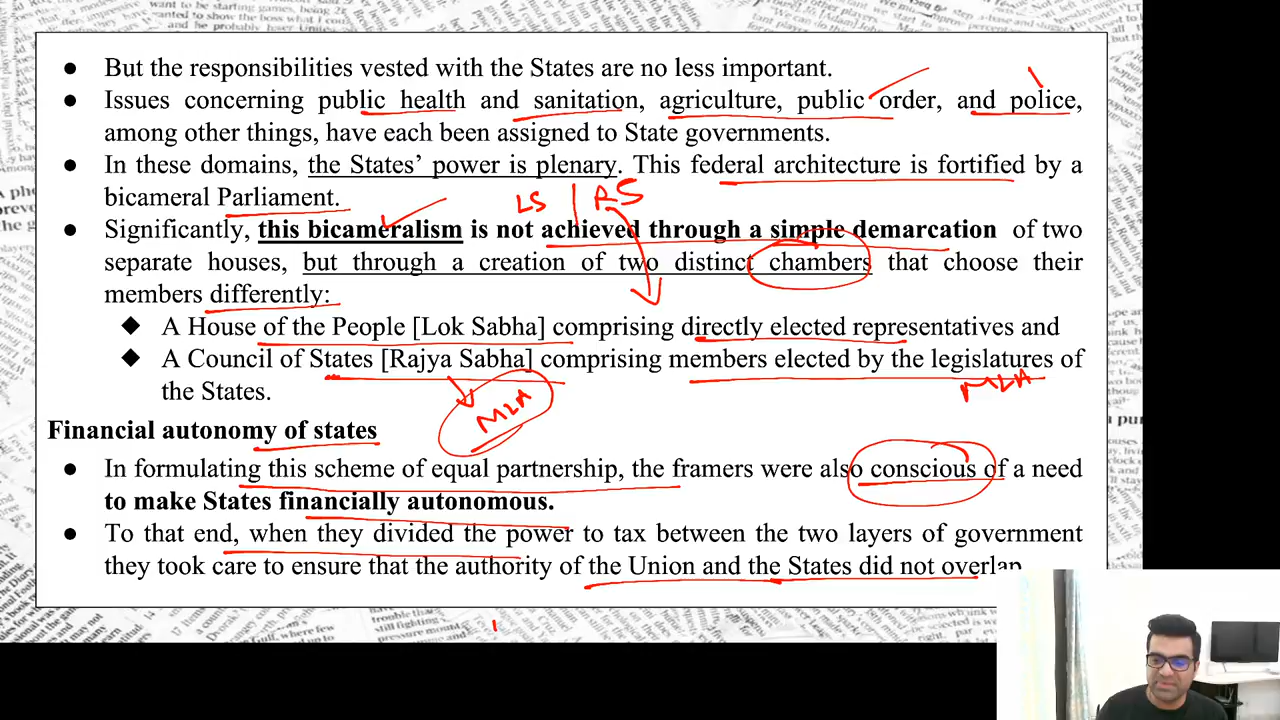 ● But the responsibilities vested with the States are no less important.
● Issues concerning public health and sanitation, agriculture, public order, and police,
among other things, have each been assigned to State governments.
● In these domains, the States’ power is plenary. This federal architecture is fortified by a
bicameral Parliament.
LS | RS
● Significantly, this bicameralism is not achieved through a simple demarcation of two
separate houses, but through a creation of two distinct chambers that choose their
members differently:
◆ A House of the People [Lok Sabha] comprising directly elected representatives and
◆ A Council of States [Rajya Sabha] comprising members elected by the legislatures of
the States.
MLA
MLA
Financial autonomy of states
● In formulating this scheme of equal partnership, the framers were also conscious of a need
to make States financially autonomous.
● To that end, when they divided the power to tax between the two layers of government
they took care to ensure that the authority of the Union and the States did not overlap